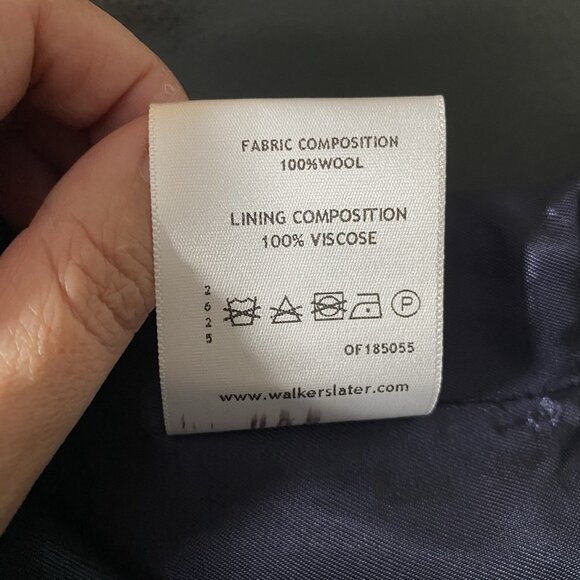 FABRIC COMPOSITION
100%WOOL
LINING COMPOSITION
100% VISCOSE
2
6
2
5
P
OF185055
www.walkerslater.com